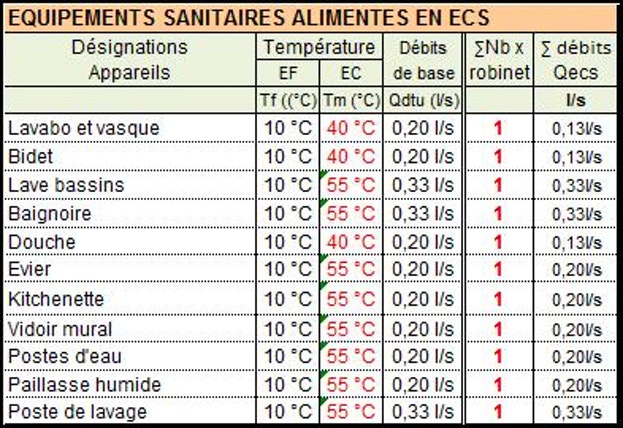 EQUIPEMENTS SANITAIRES ALIMENTES EN ECS
Désignations Température Débits ∑Nb x ∑ débits
Appareils EF EC de base robinet Qecs
Tf ((°C) Tm (°C) Qdtu (l/s) l/s
Lavabo et vasque 10 °C 40 °C 0,20 l/s 1 0,13l/s
Bidet 10 °C 40 °C 0,20 l/s 1 0,13l/s
Lave bassins 10 °C 55 °C 0,33 l/s 1 0,33l/s
Baignoire 10 °C 55 °C 0,33 l/s 1 0,33l/s
Douche 10 °C 40 °C 0,20 l/s 1 0,13l/s
Evier 10 °C 55 °C 0,20 l/s 1 0,20l/s
Kitchenette 10 °C 55 °C 0,20 l/s 1 0,20l/s
Vidoir mural 10 °C 55 °C 0,20 l/s 1 0,20l/s
Postes d'eau 10 °C 55 °C 0,20 l/s 1 0,20l/s
Paillasse humide 10 °C 55 °C 0,20 l/s 1 0,20l/s
Poste de lavage 10 °C 55 °C 0,33 l/s 1 0,33l/s